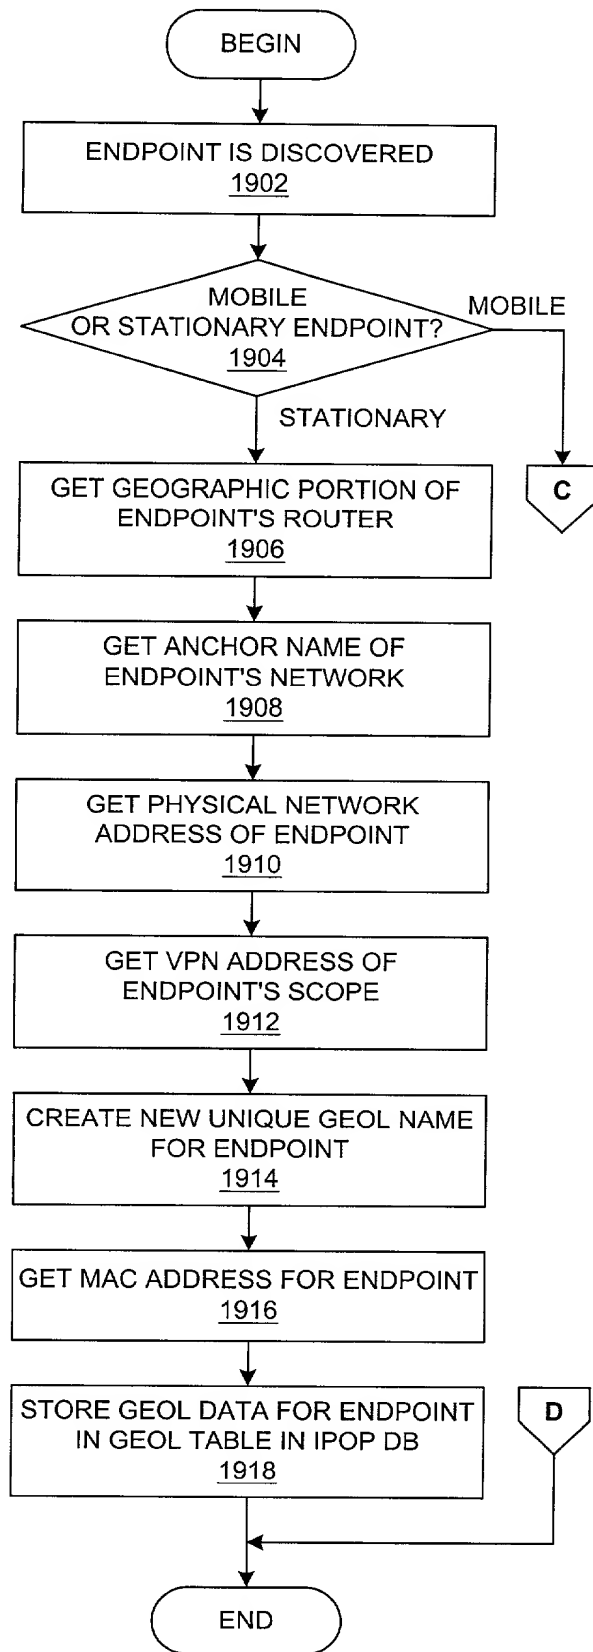 BEGIN
ENDPOINT IS DISCOVERED
1902
MOBILE
OR STATIONARY ENDPOINT?
1904
MOBILE
STATIONARY
C
GET GEOGRAPHIC PORTION OF
ENDPOINT'S ROUTER
1906
GET ANCHOR NAME OF
ENDPOINT'S NETWORK
1908
GET PHYSICAL NETWORK
ADDRESS OF ENDPOINT
1910
GET VPN ADDRESS OF
ENDPOINT'S SCOPE
1912
CREATE NEW UNIQUE GEOL NAME
FOR ENDPOINT
1914
GET MAC ADDRESS FOR ENDPOINT
1916
STORE GEOL DATA FOR ENDPOINT
IN GEOL TABLE IN IPOP DB
1918
D
END